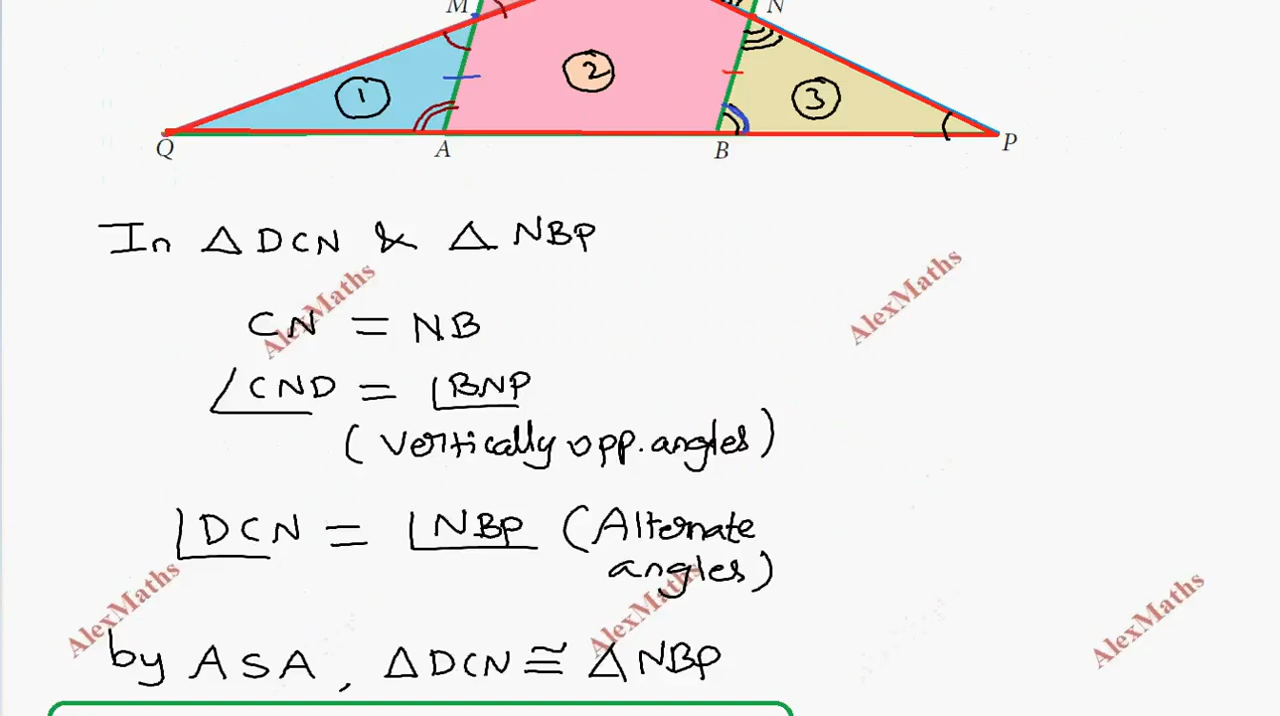 M N
1 2 3
Q A B P
In △ DCN & △ NBP
CN = NB
∠CND = ∠BNP
(Vertically opp. angles)
∠DCN = ∠NBP (Alternate
angles)
by ASA, △DCN ≅ △NBP
AlexMaths
AlexMaths
AlexMaths
AlexMaths
AlexMaths